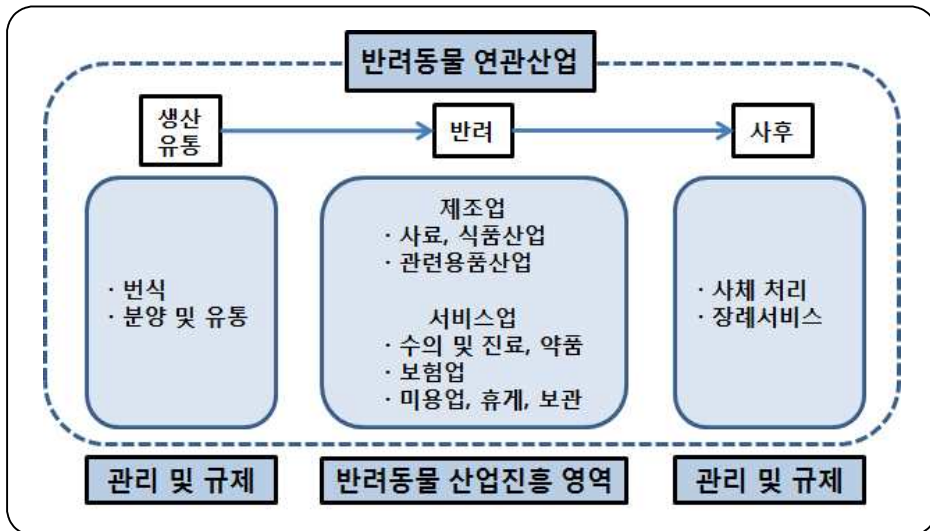 반려동물 연관산업
생산
유통
반려
사후
· 번식
· 분양 및 유통
제조업
· 사료, 식품산업
· 관련용품산업
서비스업
· 수의 및 진료, 약품
· 보험업
· 미용업, 휴게, 보관
· 사체 처리
· 장례서비스
관리 및 규제
반려동물 산업진흥 영역
관리 및 규제